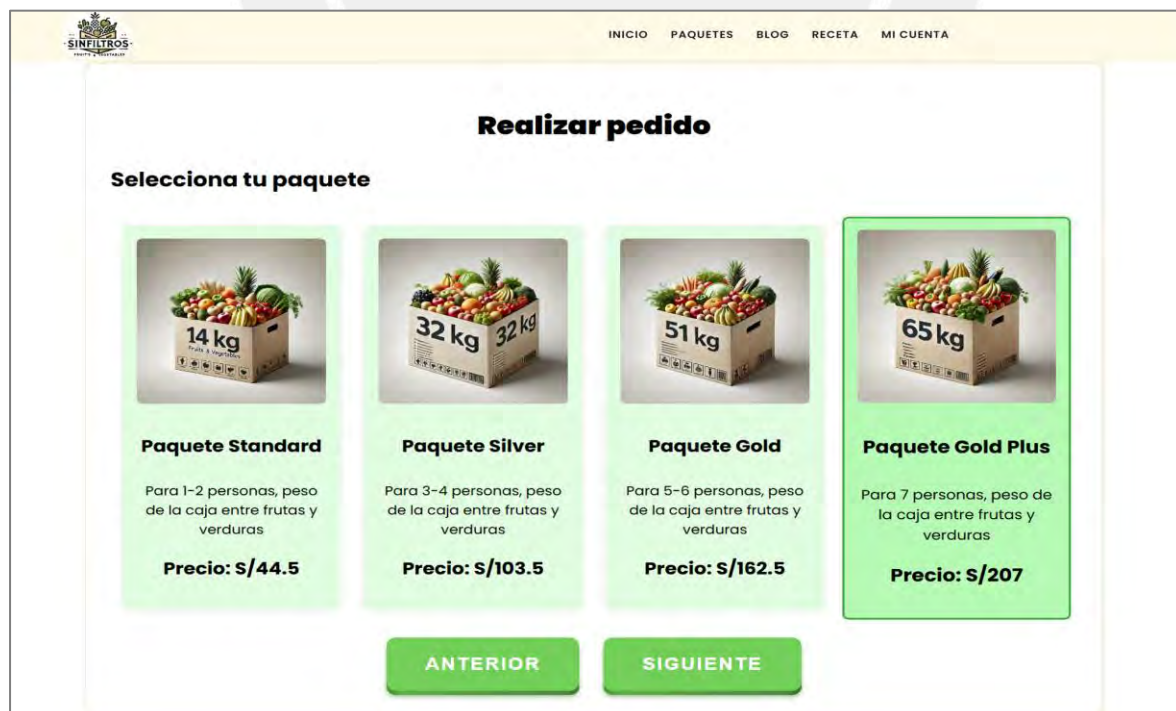 SINFILTROS
FRUITS & VEGETABLES
INICIO PAQUETES BLOG RECETA MI CUENTA
Realizar pedido
Selecciona tu paquete
14 kg
Fruits & Vegetables
32 kg 32 kg
51 kg
65 kg
Paquete Standard
Para 1-2 personas, peso
de la caja entre frutas y
verduras
Precio: S/44.5
Paquete Silver
Para 3-4 personas, peso
de la caja entre frutas y
verduras
Precio: S/103.5
Paquete Gold
Para 5-6 personas, peso
de la caja entre frutas y
verduras
Precio: S/162.5
Paquete Gold Plus
Para 7 personas, peso de
la caja entre frutas y
verduras
Precio: S/207
ANTERIOR
SIGUIENTE